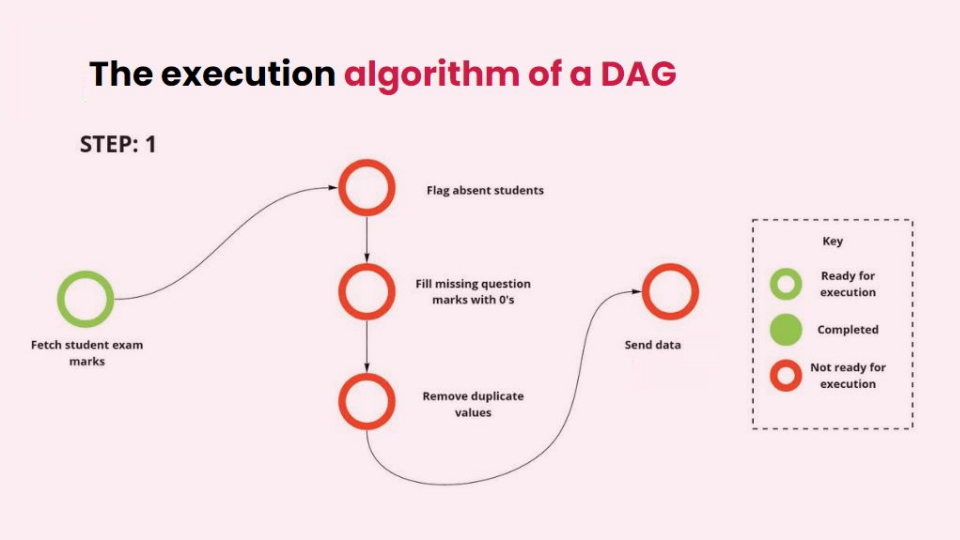 The execution algorithm of a DAG
STEP: 1
Flag absent students
Fill missing question
marks with 0's
Remove duplicate
values
Fetch student exam
marks
Send data
Key
Ready for
execution
Completed
Not ready for
execution